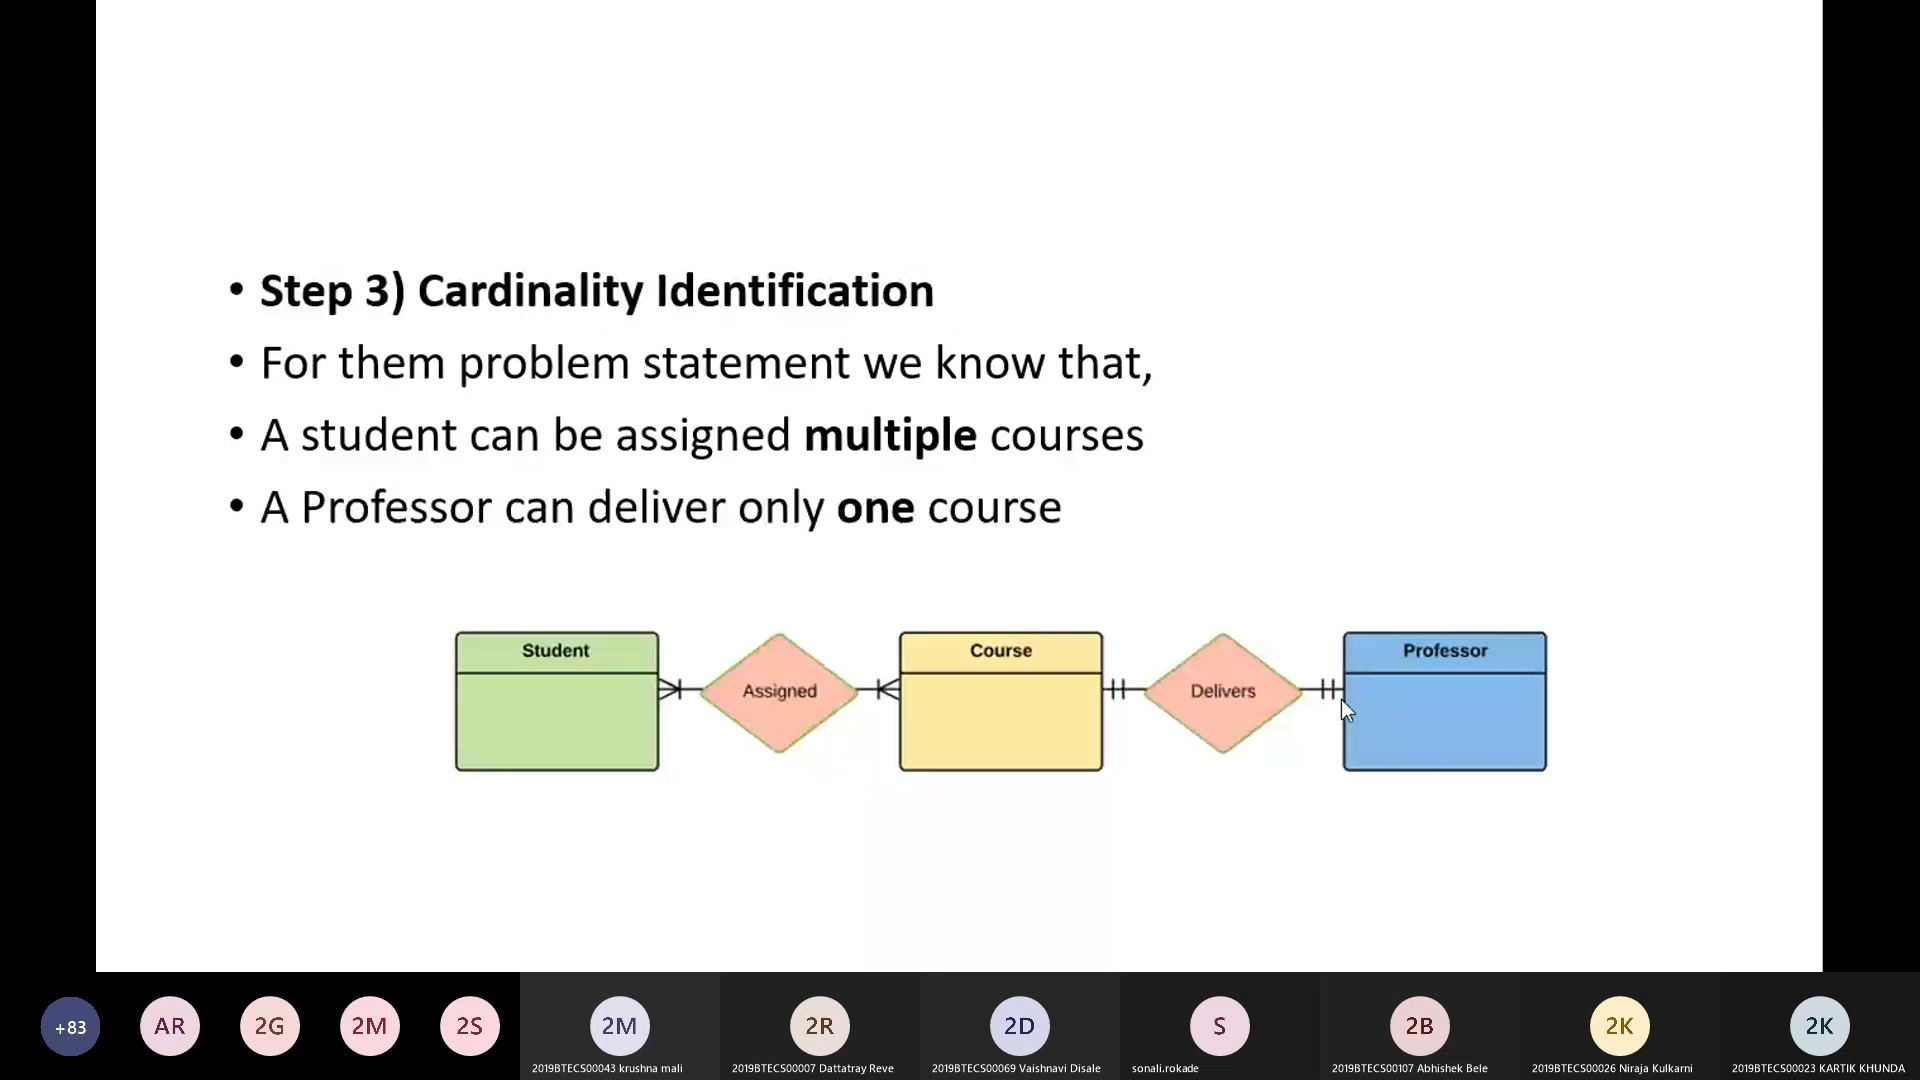 • Step 3) Cardinality Identification
• For them problem statement we know that,
• A student can be assigned multiple courses
• A Professor can deliver only one course
Student
Assigned
Course
Delivers
Professor
+83
AR
2G
2M
2S
2M
2R
2D
S
2B
2K
2K
2019BTECS00043 krushna mali
2019BTECS00007 Dattatray Reve
2019BTECS00069 Vaishnavi Disale
sonali.rokade
2019BTECS00107 Abhishek Bele
2019BTECS00026 Niraja Kulkarni
2019BTECS00023 KARTIK KHUNDA